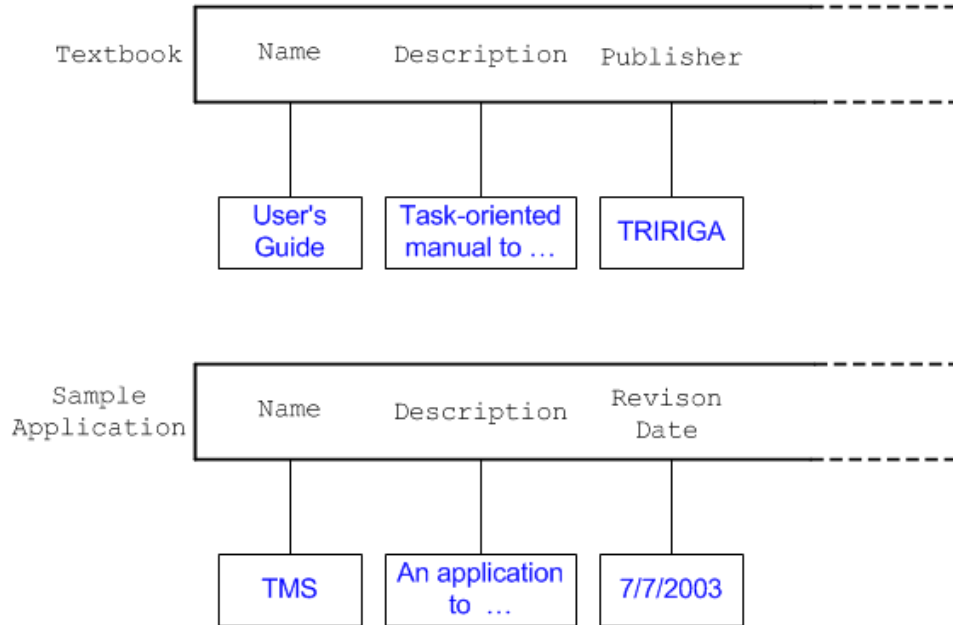 Textbook
Name
Description
Publisher
User's
Guide
Task-oriented
manual to ...
TRIRIGA
Sample
Application
Name
Description
Revison
Date
TMS
An application
to ...
7/7/2003